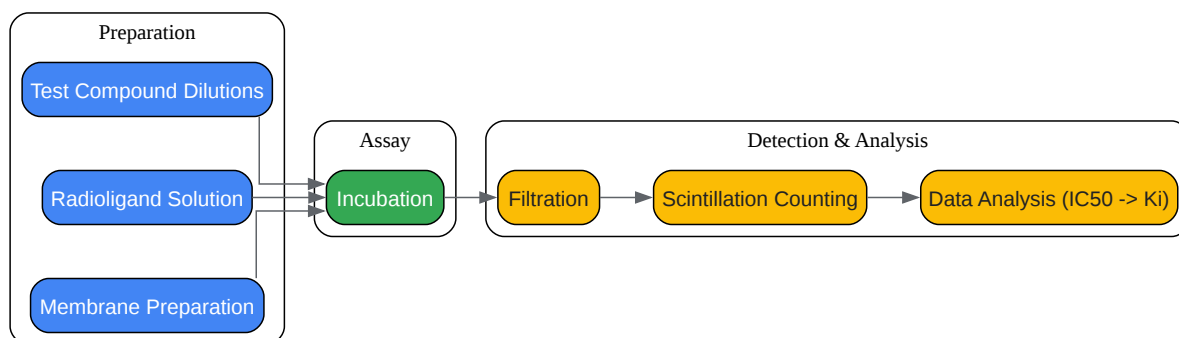 Preparation
Test Compound Dilutions
Radioligand Solution
Membrane Preparation
Assay
Incubation
Detection & Analysis
Filtration
Scintillation Counting
Data Analysis (IC50 -> Ki)